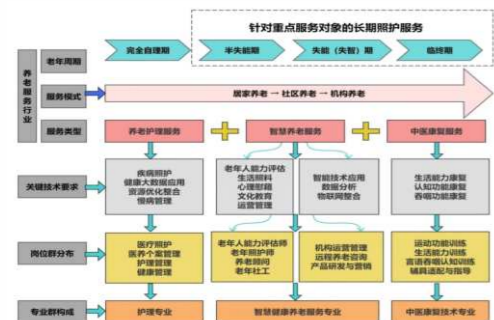 针对重点服务对象的长期照护服务
老年周期
完全自理期
半失能期
失能（失智）期
临终期
养老服务行业
服务模式
居家养老 → 社区养老 → 机构养老
服务类型
养老护理服务
智慧养老服务
中医康复服务
关键技术要求
疾病照护
健康大数据应用
资源优化整合
慢病管理
老年人能力评估
生活照料
心理慰藉
文化教育
运营管理
智能技术应用
数据分析
物联网整合
生活能力康复
认知功能康复
吞咽功能康复
岗位群分布
医疗照护
医养个案管理
护理管理
健康管理
老年人能力评估师
老年照护师
养老顾问
老年社工
机构运营管理
远程养老咨询
产品研发与营销
运动功能训练
生活能力训练
言语吞咽认知训练
辅具适配与指导
专业群构成
护理专业
智慧健康养老服务专业
中医康复技术专业